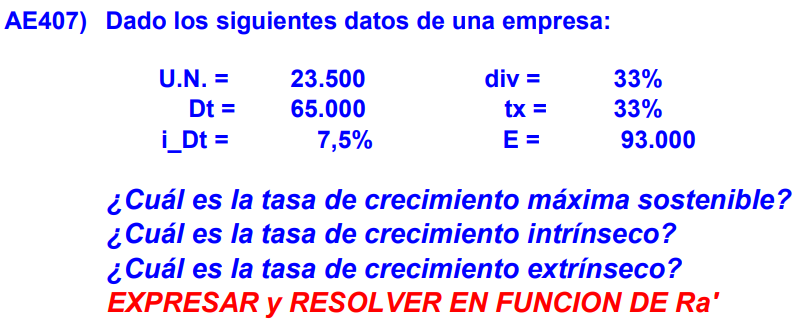 AE407) Dado los siguientes datos de una empresa:
U.N. = 23.500 div = 33%
Dt = 65.000 tx = 33%
i_Dt = 7,5% E = 93.000
¿Cuál es la tasa de crecimiento máxima sostenible?
¿Cuál es la tasa de crecimiento intrínseco?
¿Cuál es la tasa de crecimiento extrínseco?
EXPRESAR y RESOLVER EN FUNCION DE Ra'